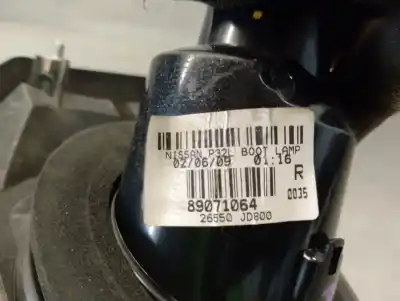 NISSAN P32L BOOT LAMP
02/06/09 01:16
R
0035
89071064
26550 JD800